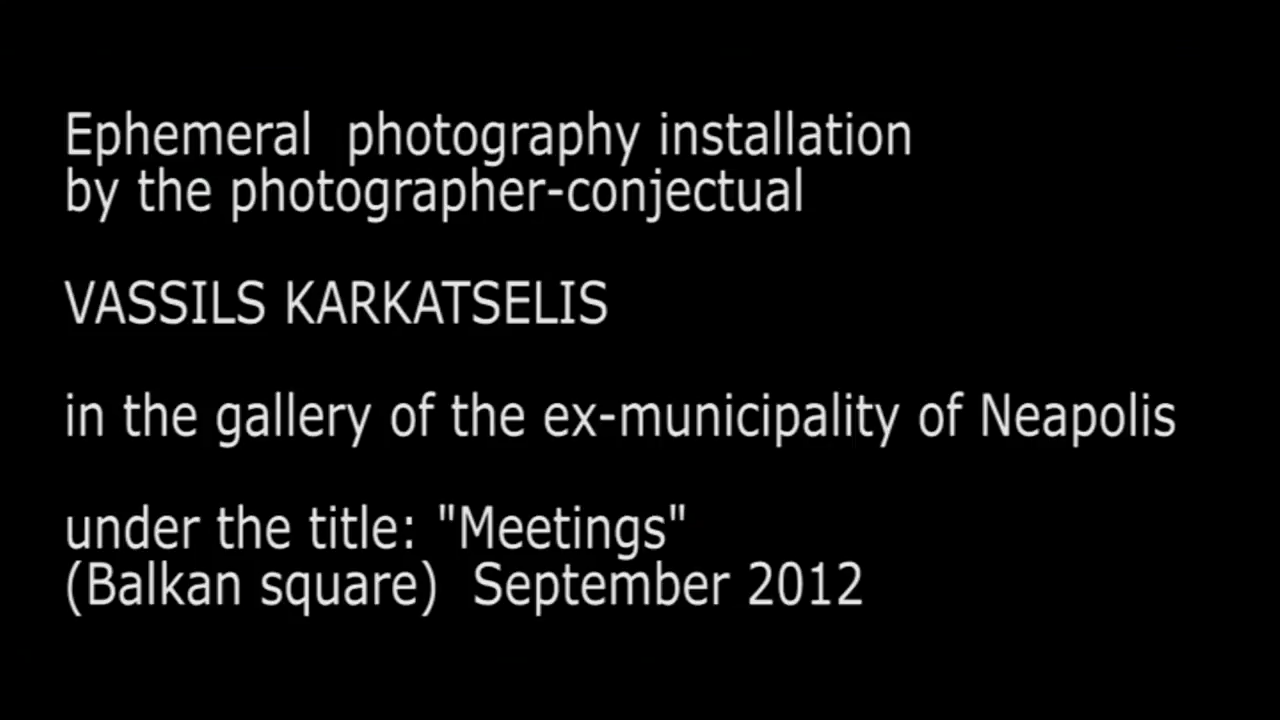 Ephemeral  photography installation
by the photographer-conjectual
VASSILS KARKATSELIS
in the gallery of the ex-municipality of Neapolis
under the title: "Meetings"
(Balkan square)  September 2012